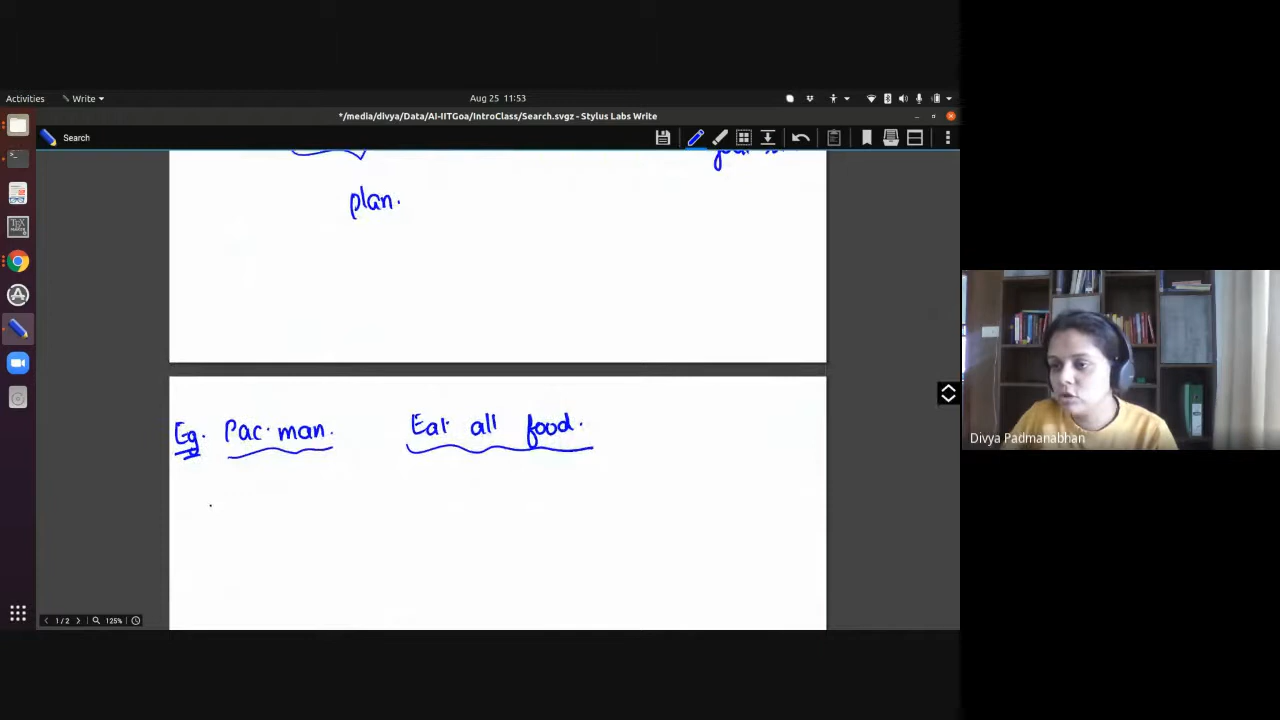 Activities Write Aug 25 11:53
*/media/divya/Data/AI-IITGoa/IntroClass/Search.svgz - Stylus Labs Write
Search
plan.
Eg. Pac-man. Eat all food.
Divya Padmanabhan
1/2 125%